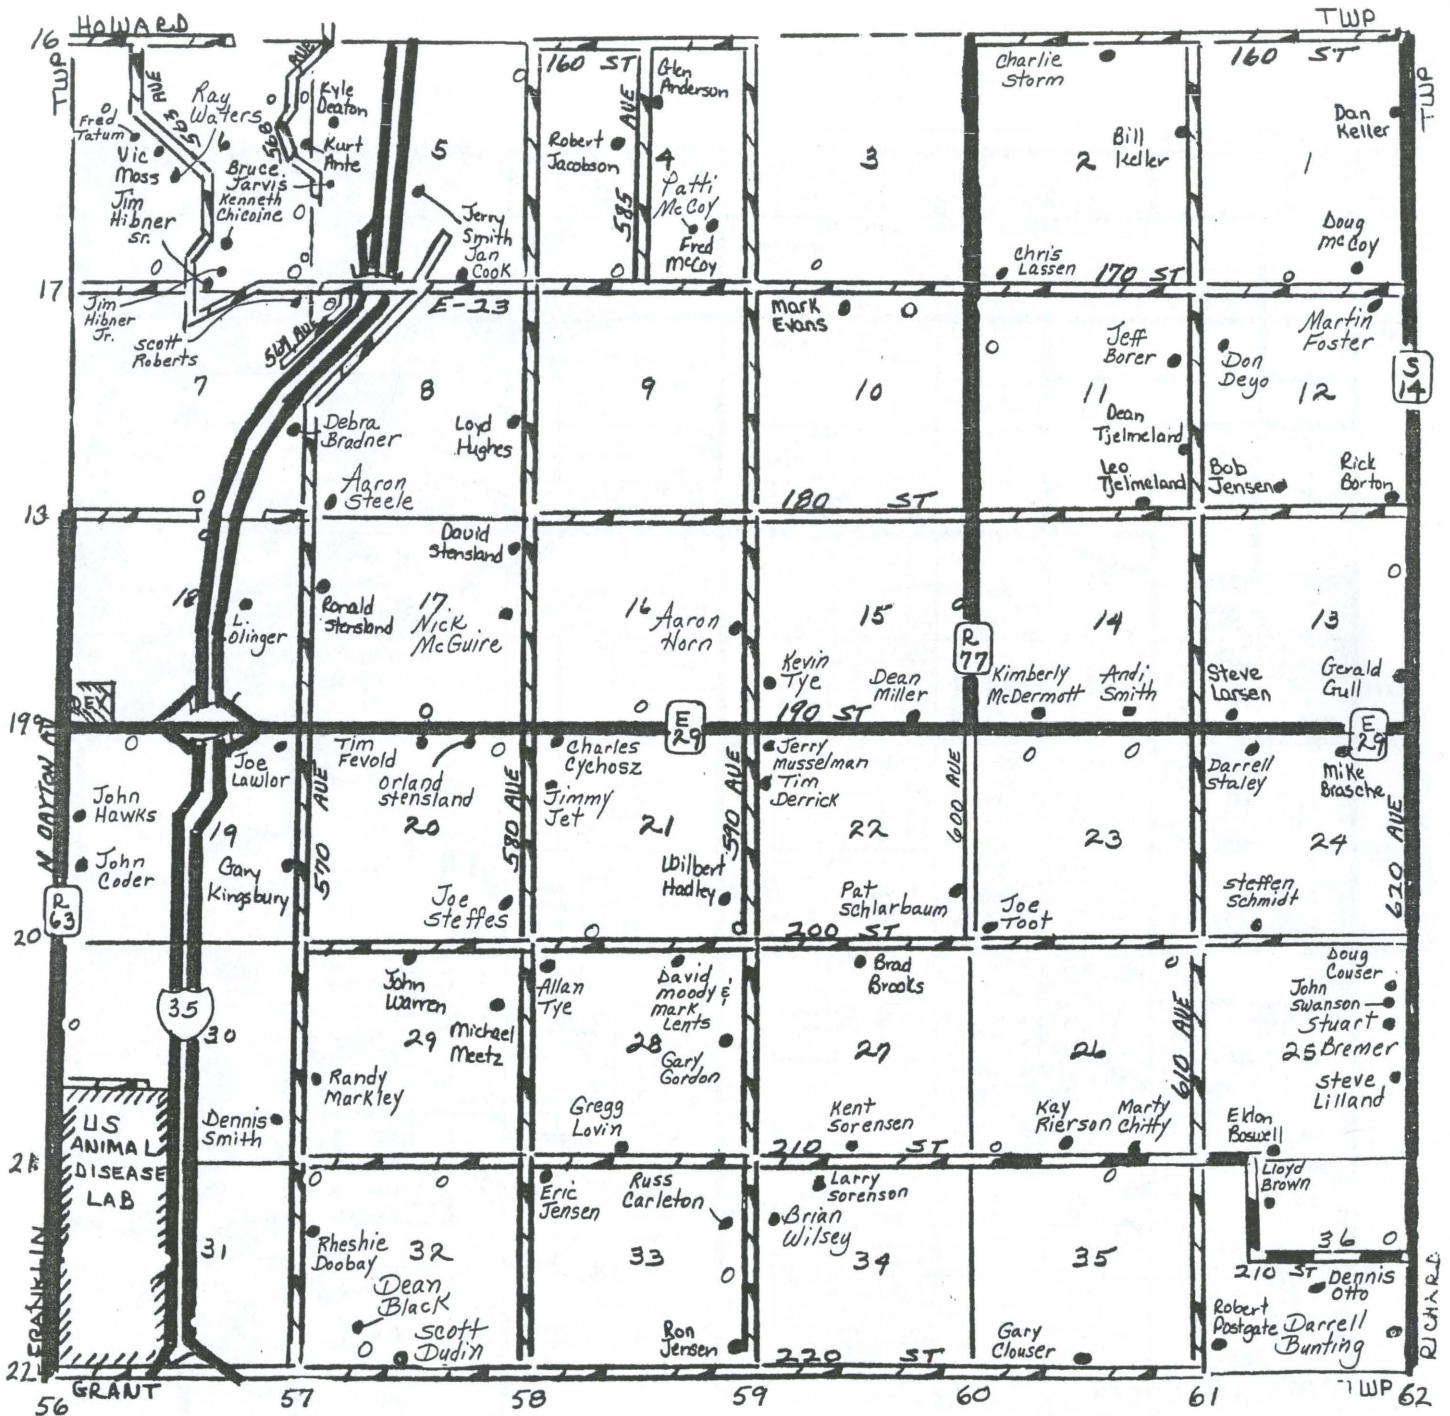 HOWARD
TWP
16
TWP
563 AVE
568 AVE
160 ST
160 ST
TWP
Fred
Tatum
Ray
Waters
Kyle
Deaton
Kurt
Ante
Vic
Moss
6
Bruce
Jarvis
Kenneth
Chicoine
Jim
Hibner
Sr.
5
Jerry
Smith
Jan
Cook
Robert
Jacobson
585 AVE
Glen
Anderson
4
Patti
McCoy
Fred
McCoy
3
Charlie
Storm
2
Bill
Keller
Chris
Lassen
170 ST
Dan
Keller
1
Doug
McCoy
17
Jim
Hibner
Jr.
Scott
Roberts
569 AVE
E-23
7
8
Debra
Bradner
Loyd
Hughes
Aaron
Steele
9
Mark
Evans
10
Jeff
Borer
11
Dean
Tjelmeland
Leo
Tjelmeland
Don
Deyo
Martin
Foster
S
14
12
Bob
Jensen
Rick
Borton
180 ST
13
18
L.
Olinger
David
Stensland
Ronald
Stensland
17
Nick
McGuire
16
Aaron
Horn
15
Kevin
Tye
Dean
Miller
R
77
14
Kimberly
McDermott
Andi
Smith
13
Steve
Larsen
Gerald
Gull
190 ST
E
29
E
29
N DAYTON AV
Joe
Lawlor
John
Hawks
John
Coder
19
Gary
Kingsbury
570 AVE
Tim
Fevold
Orland
Stensland
20
Joe
Steffes
580 AVE
Charles
Cychosz
Jimmy
Jet
21
Wilbert
Hadley
590 AVE
Jerry
Musselman
Tim
Derrick
22
Pat
Schlarbaum
600 AVE
23
Joe
Toot
Darrell
Staley
Mike
Brasche
24
Steffen
Schmidt
620 AVE
R
63
20
200 ST
35
30
John
Warren
29
Michael
Meetz
Randy
Markley
Dennis
Smith
Allan
Tye
David
Moody &
Mark
Lents
28
Gary
Gordon
Gregg
Lovin
Brad
Brooks
27
Kent
Sorensen
26
Kay
Rierson
Marty
Chitty
610 AVE
Doug
Couser
John
Swanson
Stuart
Bremer
25
Steve
Lilland
Eldon
Boswell
US
ANIMAL
DISEASE
LAB
210 ST
31
Rheshie
Doobay
32
Dean
Black
Scott
Dudin
Eric
Jensen
Russ
Carleton
33
Ron
Jensen
Larry
Sorenson
Brian
Wilsey
34
35
Gary
Clouser
Lloyd
Brown
36
210 ST
Dennis
Otto
Robert
Postgate
Darrell
Bunting
220 ST
FRANKLIN
GRANT
TWP
56
57
58
59
60
61
62